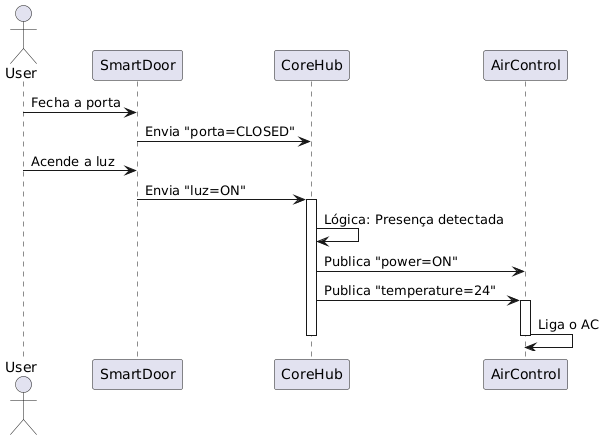 User
SmartDoor
CoreHub
AirControl
Fecha a porta
Envia "porta=CLOSED"
Acende a luz
Envia "luz=ON"
Lógica: Presença detectada
Publica "power=ON"
Publica "temperature=24"
Liga o AC
User
SmartDoor
CoreHub
AirControl